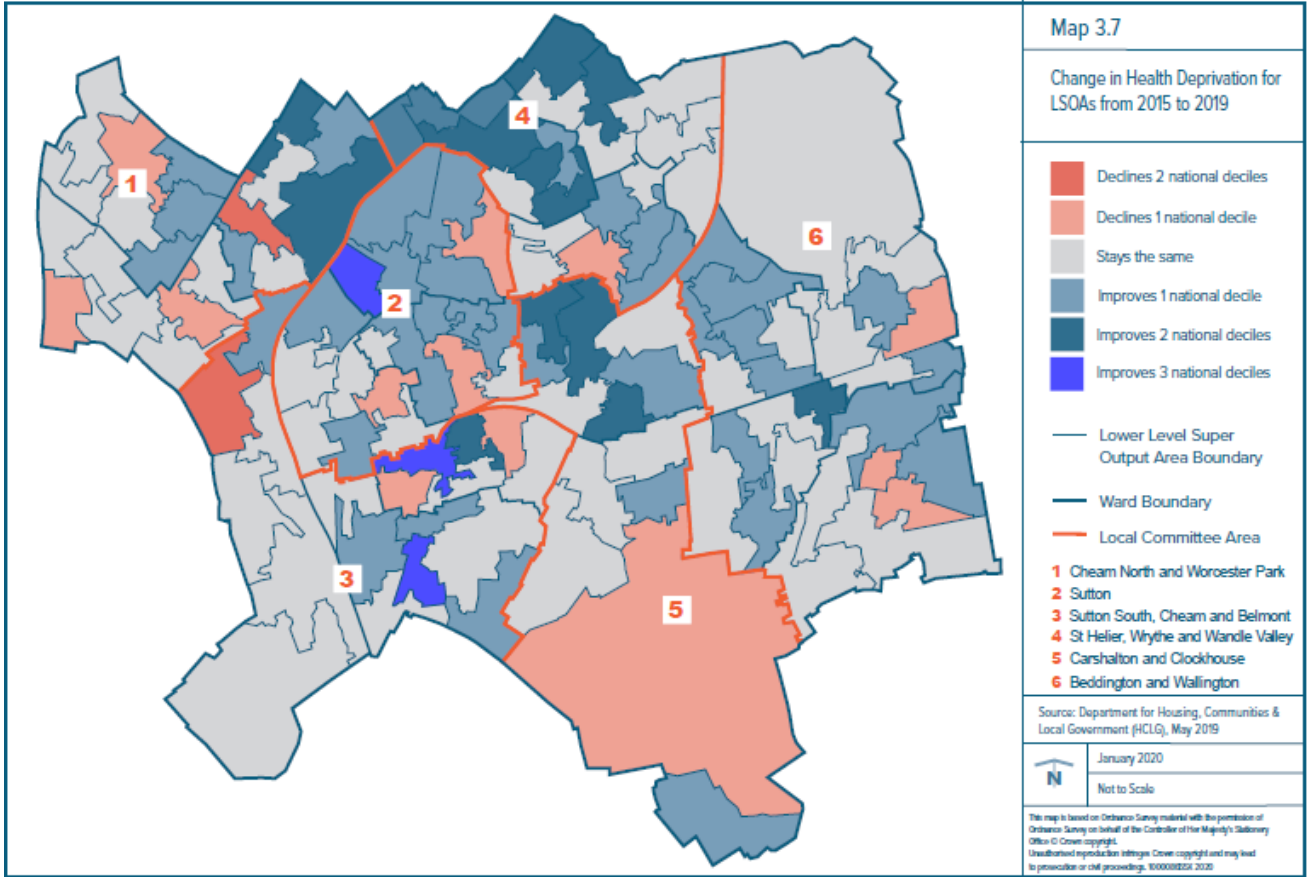 Map 3.7
Change in Health Deprivation for
LSOAs from 2015 to 2019
Declines 2 national deciles
Declines 1 national decile
Stays the same
Improves 1 national decile
Improves 2 national deciles
Improves 3 national deciles
Lower Level Super
Output Area Boundary
Ward Boundary
Local Committee Area
1 Cheam North and Worcester Park
2 Sutton
3 Sutton South, Cheam and Belmont
4 St Helier, Wrythe and Wandle Valley
5 Carshalton and Clockhouse
6 Beddington and Wallington
Source: Department for Housing, Communities &
Local Government (HCLG), May 2019
N
January 2020
Not to Scale
This map is based on Ordnance Survey material with the permission of
Ordnance Survey on behalf of the Controller of Her Majesty's Stationery
Office © Crown copyright.
Unauthorised reproduction infringes Crown copyright and may lead
to prosecution or civil proceedings. 2020
1
2
3
4
5
6